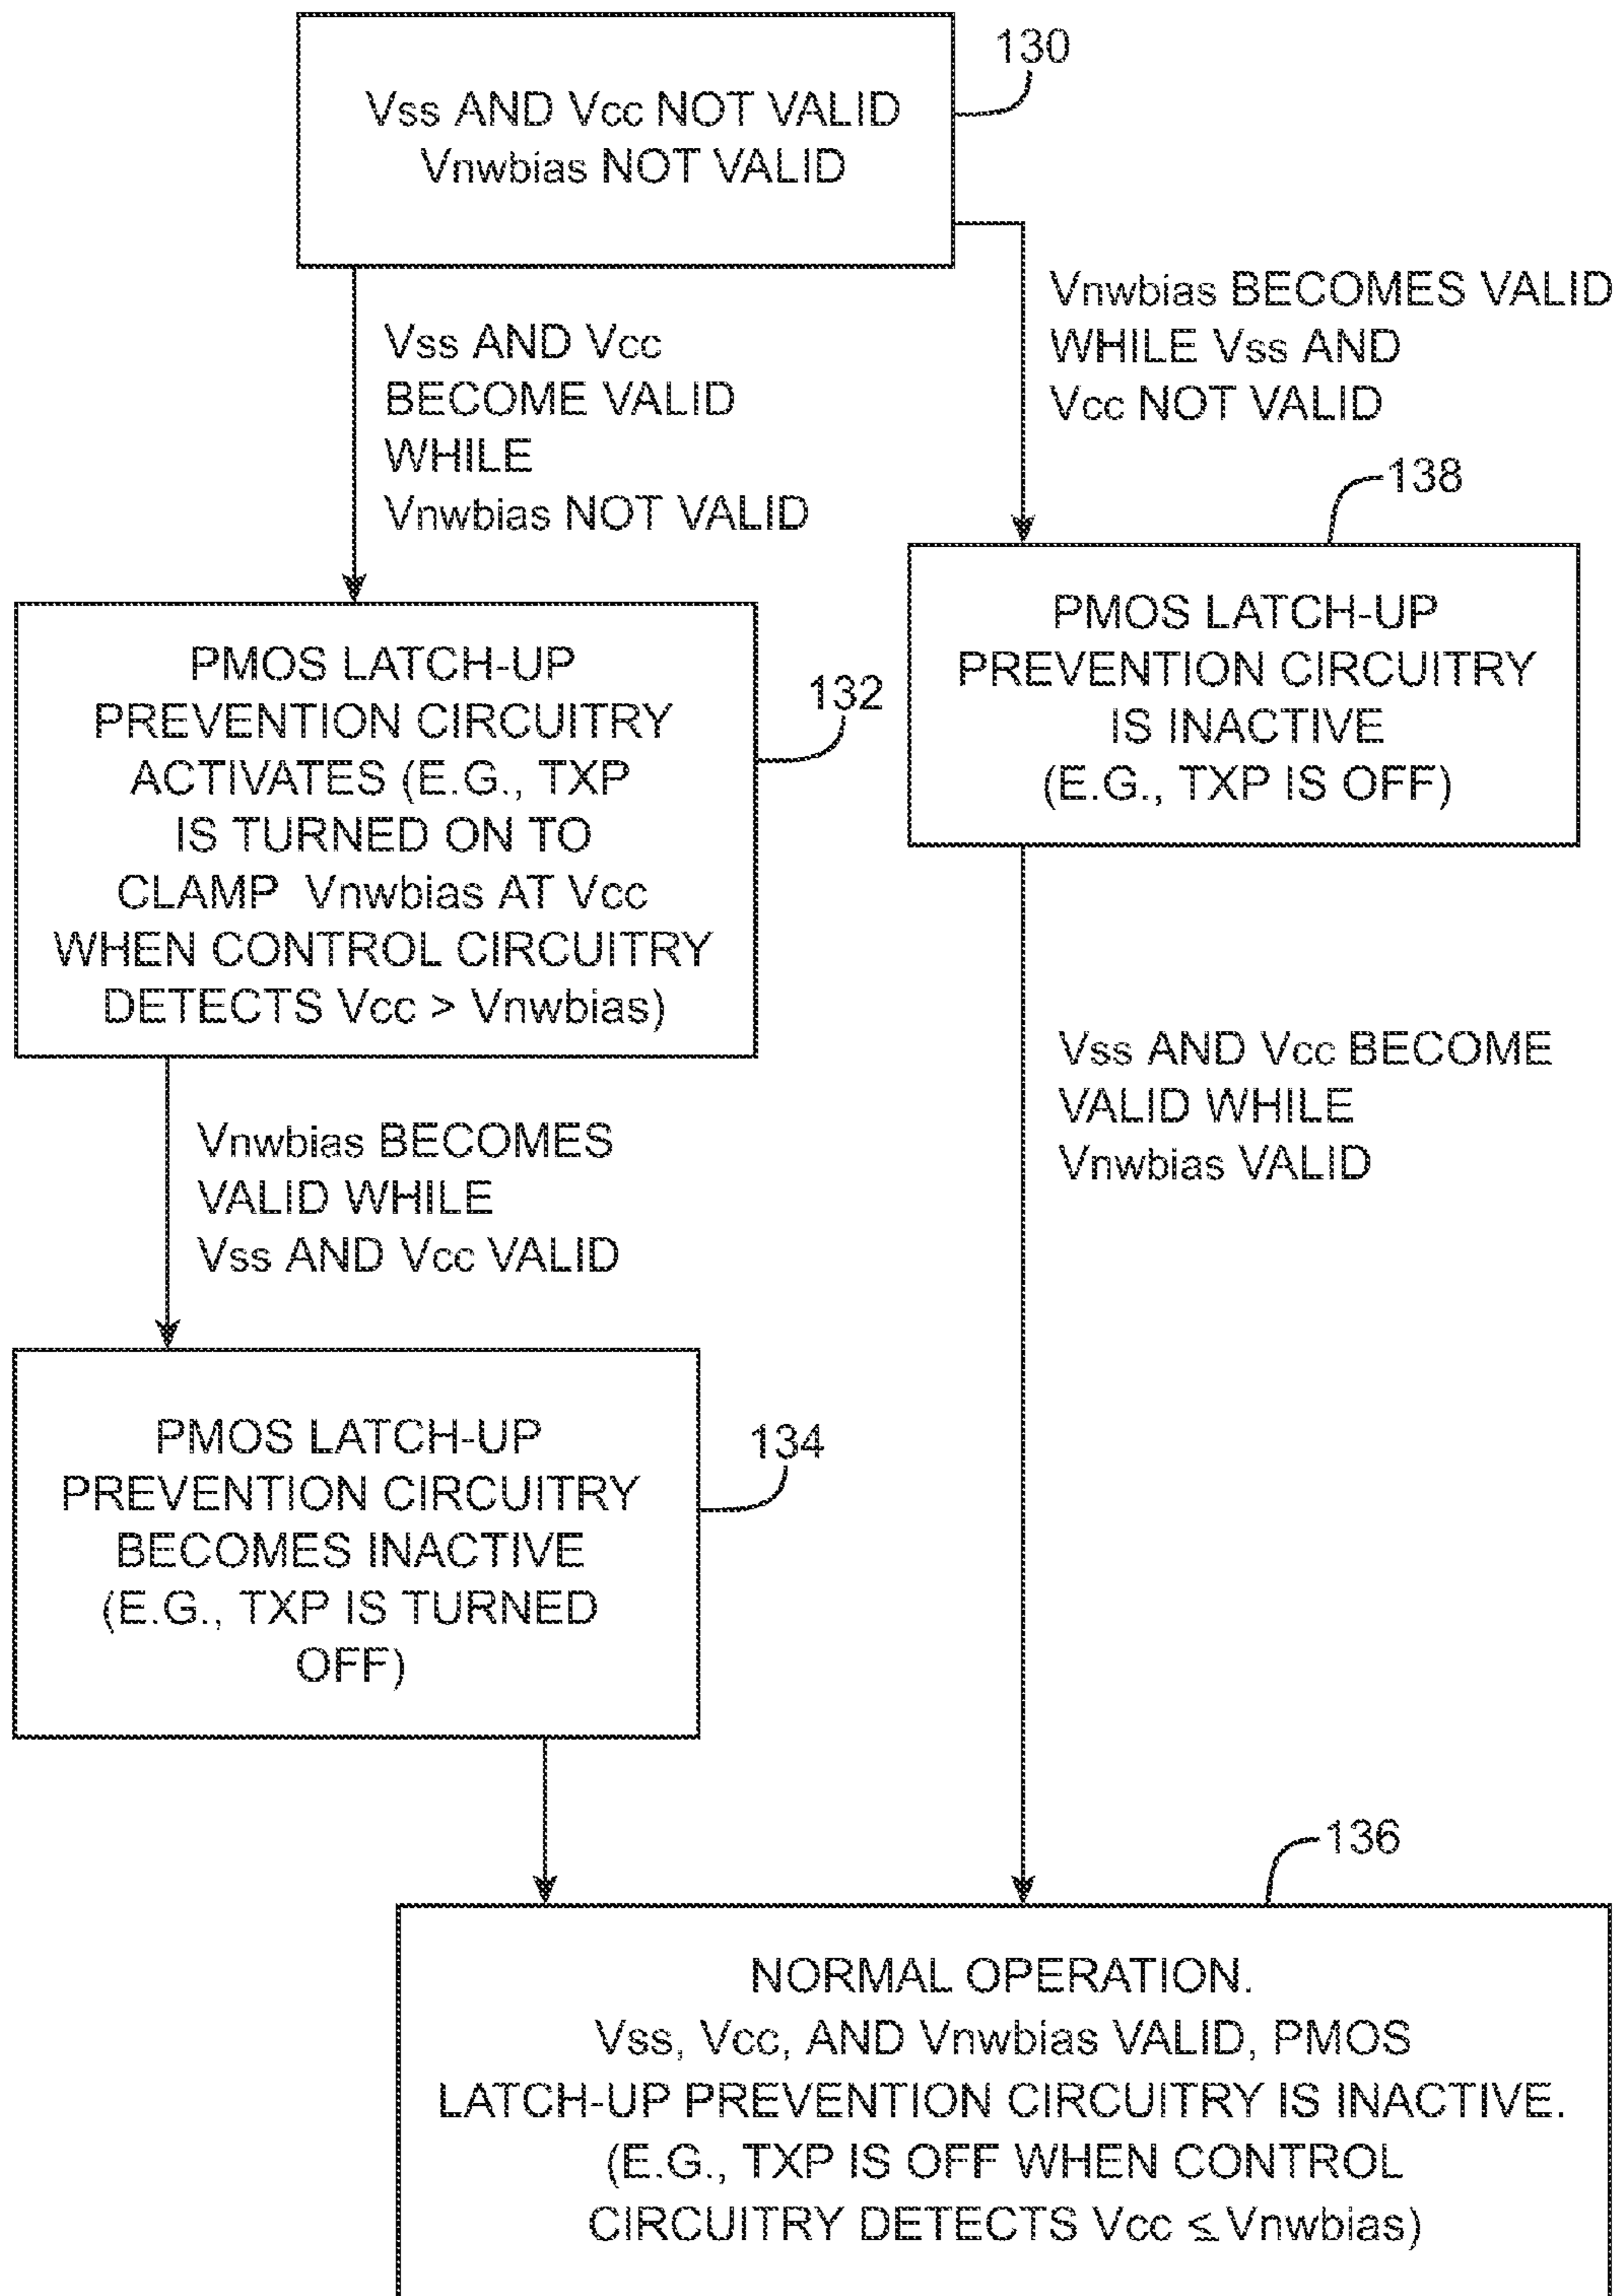 130
Vss AND Vcc NOT VALID
Vnwbias NOT VALID
Vss AND Vcc
BECOME VALID
WHILE
Vnwbias NOT VALID
Vnwbias BECOMES VALID
WHILE Vss AND
Vcc NOT VALID
132
PMOS LATCH-UP
PREVENTION CIRCUITRY
ACTIVATES (E.G., TXP
IS TURNED ON TO
CLAMP Vnwbias AT Vcc
WHEN CONTROL CIRCUITRY
DETECTS Vcc > Vnwbias)
138
PMOS LATCH-UP
PREVENTION CIRCUITRY
IS INACTIVE
(E.G., TXP IS OFF)
Vnwbias BECOMES
VALID WHILE
Vss AND Vcc VALID
Vss AND Vcc BECOME
VALID WHILE
Vnwbias VALID
134
PMOS LATCH-UP
PREVENTION CIRCUITRY
BECOMES INACTIVE
(E.G., TXP IS TURNED
OFF)
136
NORMAL OPERATION.
Vss, Vcc, AND Vnwbias VALID, PMOS
LATCH-UP PREVENTION CIRCUITRY IS INACTIVE.
(E.G., TXP IS OFF WHEN CONTROL
CIRCUITRY DETECTS Vcc ≤ Vnwbias)